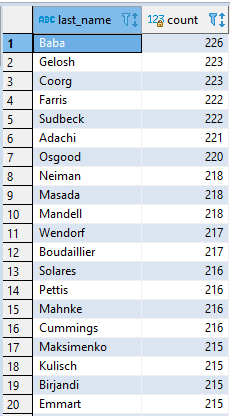 ABC last_name 123 count
1 Baba 226
2 Gelosh 223
3 Coorg 223
4 Farris 222
5 Sudbeck 222
6 Adachi 221
7 Osgood 220
8 Neiman 218
9 Masada 218
10 Mandell 218
11 Wendorf 217
12 Boudaillier 217
13 Solares 216
14 Pettis 216
15 Mahnke 216
16 Cummings 216
17 Maksimenko 215
18 Kulisch 215
19 Birjandi 215
20 Emmart 215